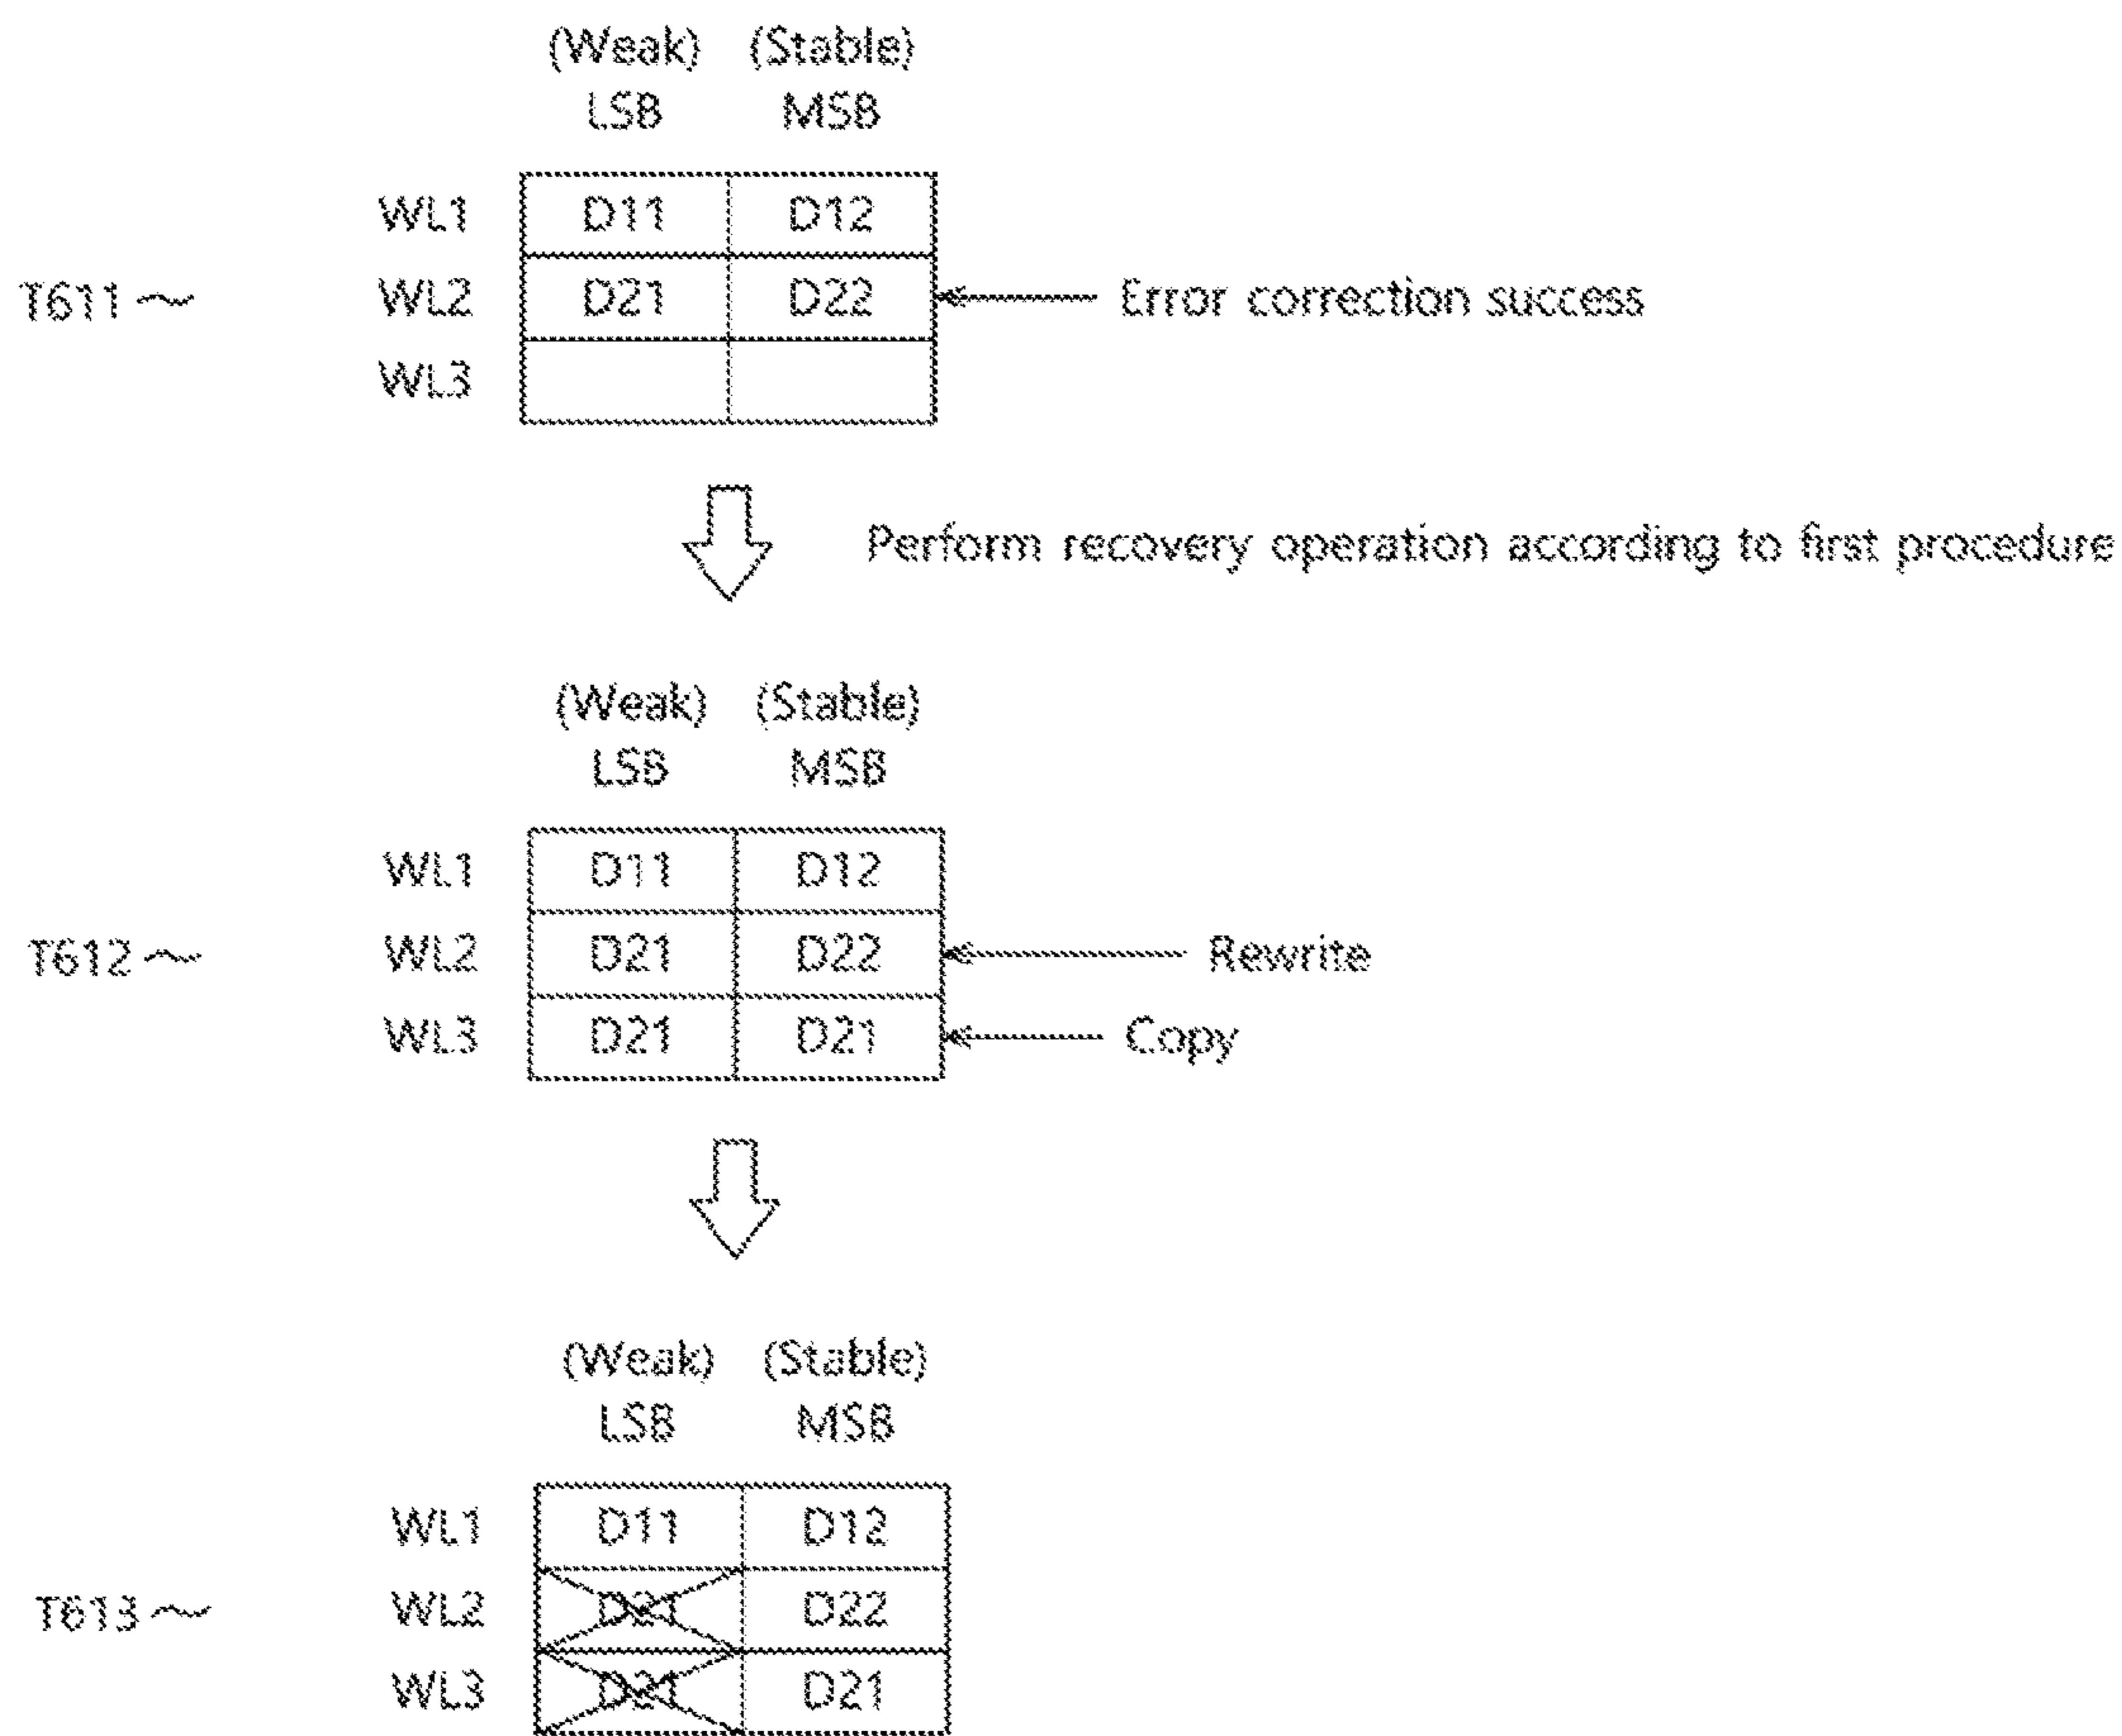 (Weak) (Stable)
LSB MSB
WL1 D11 D12
T611 WL2 D21 D22 Error correction success
WL3
Perform recovery operation according to first procedure
(Weak) (Stable)
LSB MSB
WL1 D11 D12
T612 WL2 D21 D22 Rewrite
WL3 D21 D21 Copy
(Weak) (Stable)
LSB MSB
WL1 D11 D12
T613 WL2 D21 D22
WL3 D21 D21